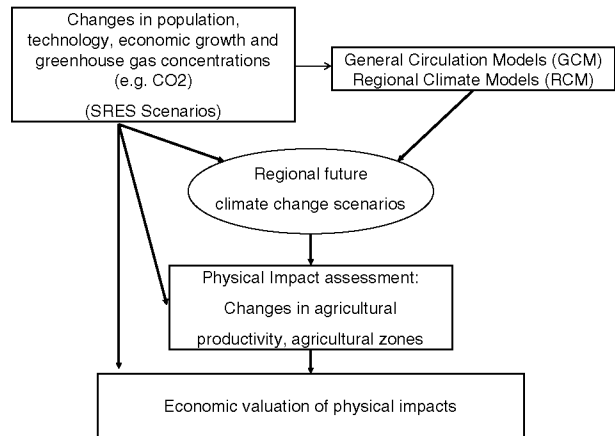 Changes in population,
technology, economic growth and
greenhouse gas concentrations
(e.g. CO2)
(SRES Scenarios)
General Circulation Models (GCM)
Regional Climate Models (RCM)
Regional future
climate change scenarios
Physical Impact assessment:
Changes in agricultural
productivity, agricultural zones
Economic valuation of physical impacts